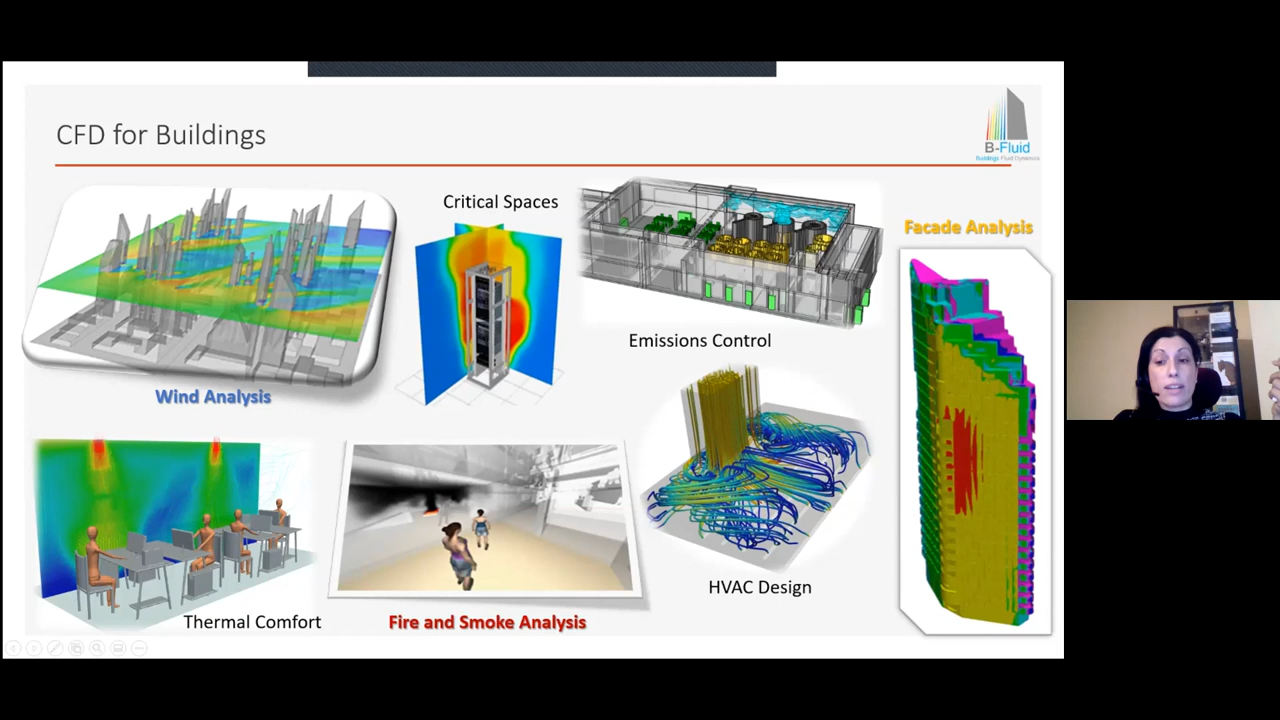 CFD for Buildings
B-Fluid
Buildings Fluid Dynamics
Critical Spaces
Facade Analysis
Emissions Control
Wind Analysis
HVAC Design
Thermal Comfort
Fire and Smoke Analysis